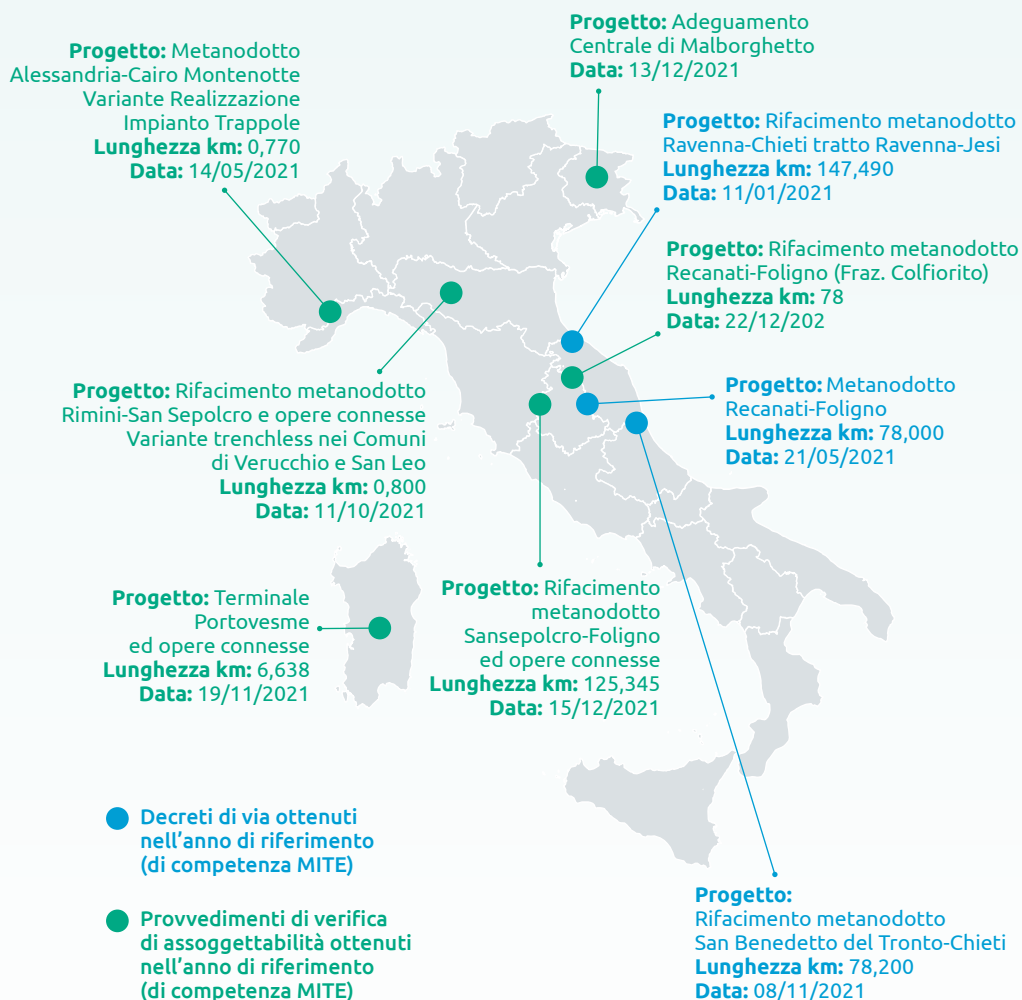 Progetto: Metanodotto
Alessandria-Cairo Montenotte
Variante Realizzazione
Impianto Trappole
Lunghezza km: 0,770
Data: 14/05/2021
Progetto: Adeguamento
Centrale di Malborghetto
Data: 13/12/2021
Progetto: Rifacimento metanodotto
Ravenna-Chieti tratto Ravenna-Jesi
Lunghezza km: 147,490
Data: 11/01/2021
Progetto: Rifacimento metanodotto
Recanati-Foligno (Fraz. Colfiorito)
Lunghezza km: 78
Data: 22/12/202
Progetto: Metanodotto
Recanati-Foligno
Lunghezza km: 78,000
Data: 21/05/2021
Progetto: Rifacimento metanodotto
Rimini-San Sepolcro e opere connesse
Variante trenchless nei Comuni
di Verucchio e San Leo
Lunghezza km: 0,800
Data: 11/10/2021
Progetto: Terminale
Portovesme
ed opere connesse
Lunghezza km: 6,638
Data: 19/11/2021
Progetto: Rifacimento
metanodotto
Sansepolcro-Foligno
ed opere connesse
Lunghezza km: 125,345
Data: 15/12/2021
Decreti di via ottenuti
nell'anno di riferimento
(di competenza MITE)
Provvedimenti di verifica
di assoggettabilità ottenuti
nell'anno di riferimento
(di competenza MITE)
Progetto:
Rifacimento metanodotto
San Benedetto del Tronto-Chieti
Lunghezza km: 78,200
Data: 08/11/2021